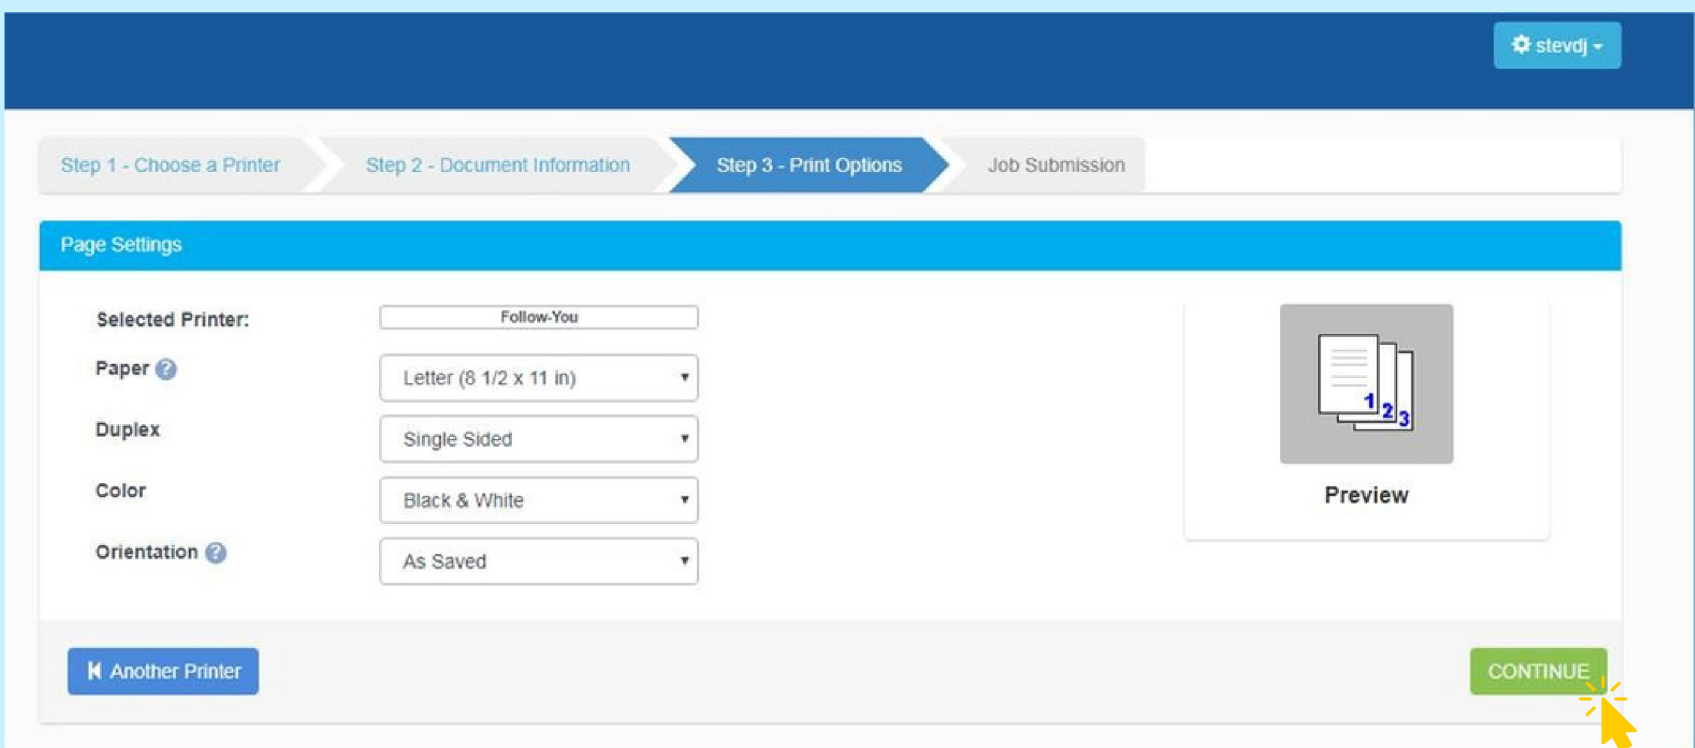 stevdj
Step 1 - Choose a Printer
Step 2 - Document Information
Step 3 - Print Options
Job Submission
Page Settings
Selected Printer:
Follow-You
Paper ?
Letter (8 1/2 x 11 in)
Duplex
Single Sided
Color
Black & White
Orientation ?
As Saved
1
2
3
Preview
Another Printer
CONTINUE